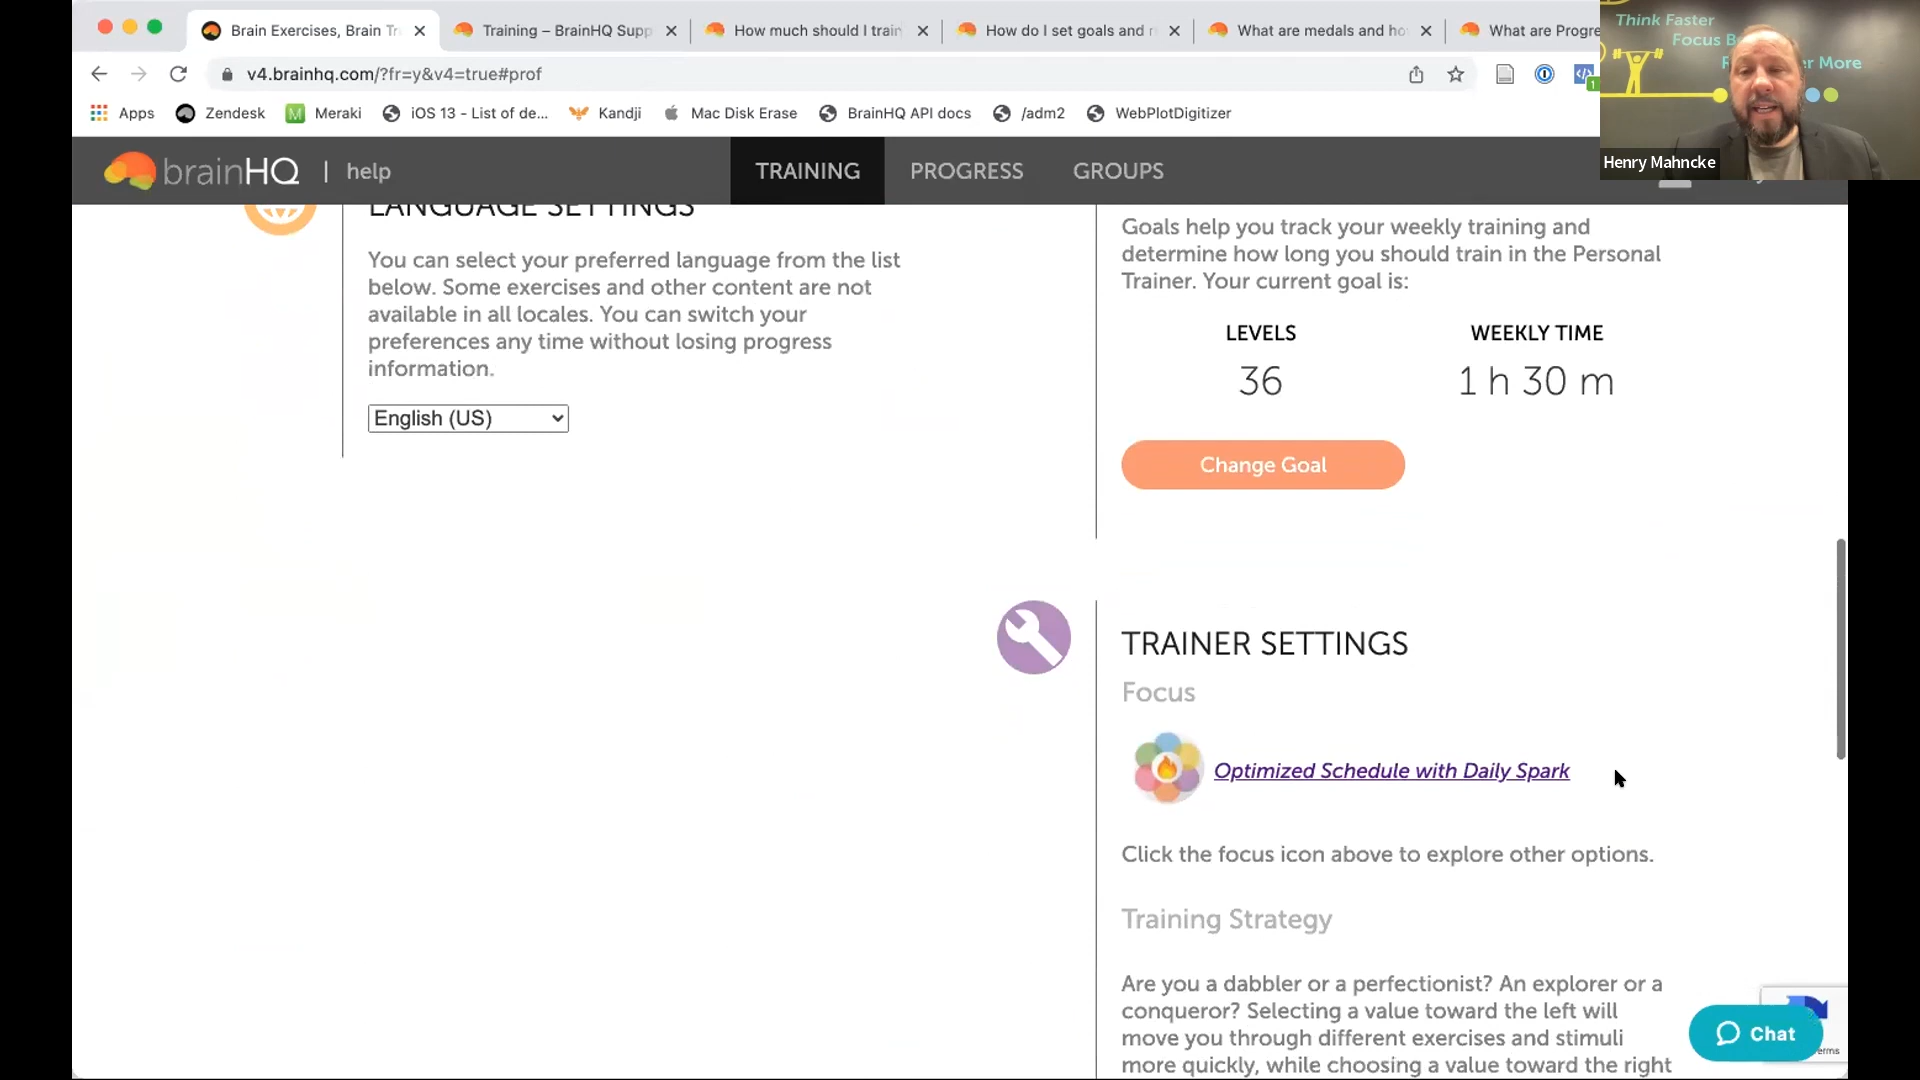 Brain Exercises, Brain Tr
Training – BrainHQ Supp
How much should I train
How do I set goals and r
What are medals and ho
What are Progre
v4.brainhq.com/?fr=y&v4=true#prof
Apps
Zendesk
Meraki
iOS 13 - List of de...
Kandji
Mac Disk Erase
BrainHQ API docs
/adm2
WebPlotDigitizer
1
Think Faster
Focus Be
r More
Henry Mahncke
brainHQ | help
TRAINING
PROGRESS
GROUPS
LANGUAGE SETTINGS
You can select your preferred language from the list
below. Some exercises and other content are not
available in all locales. You can switch your
preferences any time without losing progress
information.
English (US)
Goals help you track your weekly training and
determine how long you should train in the Personal
Trainer. Your current goal is:
LEVELS
WEEKLY TIME
36
1 h 30 m
Change Goal
TRAINER SETTINGS
Focus
Optimized Schedule with Daily Spark
Click the focus icon above to explore other options.
Training Strategy
Are you a dabbler or a perfectionist? An explorer or a
conqueror? Selecting a value toward the left will
move you through different exercises and stimuli
more quickly, while choosing a value toward the right
Chat